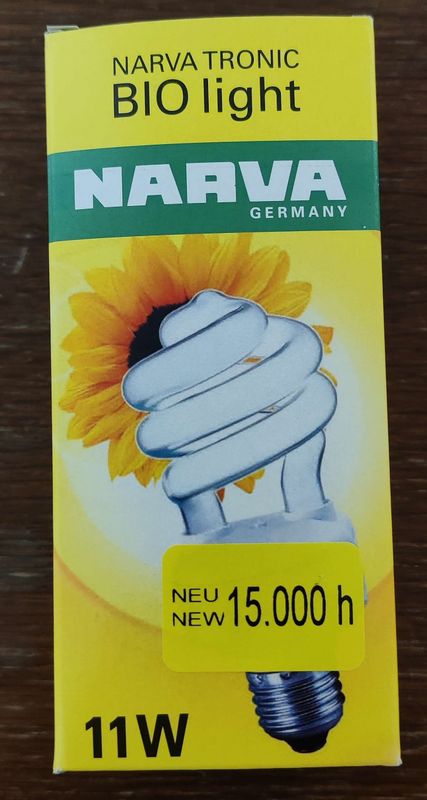 NARVA TRONIC
BIO light
NARVA
GERMANY
NEU
NEW 15.000 h
11W